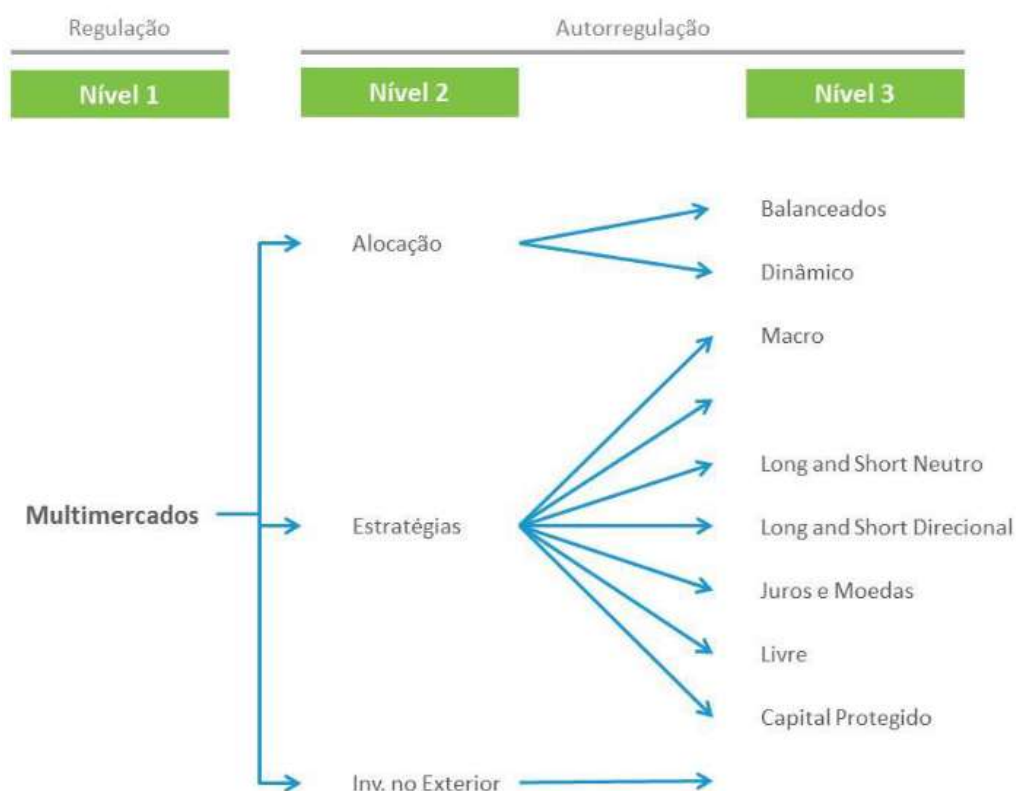 Regulação
Autorregulação
Nível 1
Nível 2
Nível 3
Balanceados
Alocação
Dinâmico
Macro
Long and Short Neutro
Multimercados
Estratégias
Long and Short Direcional
Juros e Moedas
Livre
Capital Protegido
Inv. no Exterior